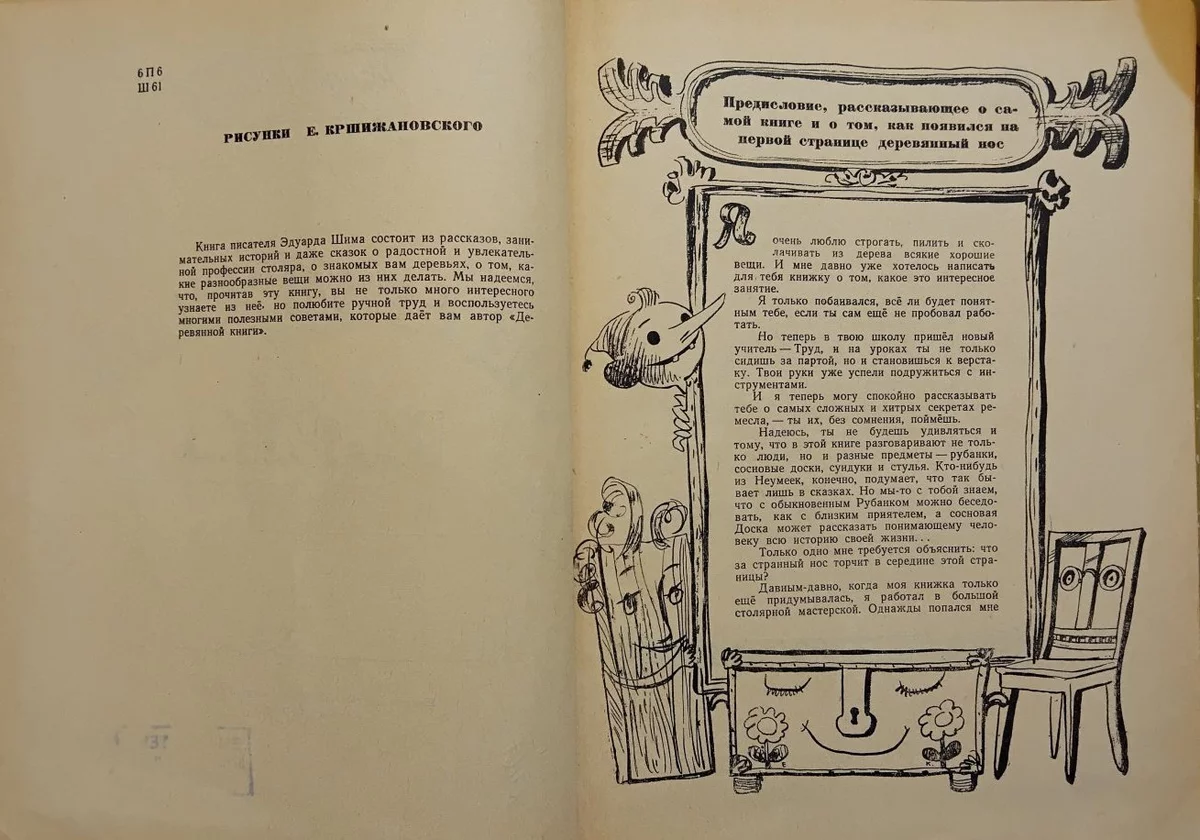 6П6
Ш61
РИСУНКИ Е. КРШИЖАНОВСКОГО
Книга писателя Эдуарда Шима состоит из рассказов, зани-
мательных историй и даже сказок о радостной и увлекатель-
ной профессии столяра, о знакомых вам деревьях, о том, ка-
кие разнообразные вещи можно из них делать. Мы надеемся,
что, прочитав эту книгу, вы не только много интересного
узнаете из неё, но полюбите ручной труд и воспользуетесь
многими полезными советами, которые даёт вам автор «Де-
ревянной книги».
Предисловие, рассказывающее о са-
мой книге и о том, как появился на
первой странице деревянный нос
Я очень люблю строгать, пилить и ско-
лачивать из дерева всякие хорошие
вещи. И мне давно уже хотелось написать
для тебя книжку о том, какое это интересное
занятие.
Я только побаивался, всё ли будет понят-
ным тебе, если ты сам ещё не пробовал рабо-
тать.
Но теперь в твою школу пришёл новый
учитель — Труд, и на уроках ты не только
сидишь за партой, но и становишься к верста-
ку. Твои руки уже успели подружиться с ин-
струментами.
И я теперь могу спокойно рассказывать
тебе о самых сложных и хитрых секретах ре-
месла, — ты их, без сомнения, поймёшь.
Надеюсь, ты не будешь удивляться и
тому, что в этой книге разговаривают не толь-
ко люди, но и разные предметы — рубанки,
сосновые доски, сундуки и стулья. Кто-нибудь
из Неумеек, конечно, подумает, что так бы-
вает лишь в сказках. Но мы-то с тобой знаем,
что с обыкновенным Рубанком можно беседо-
вать, как с близким приятелем, а сосновая
Доска может рассказать понимающему чело-
веку всю историю своей жизни...
Только одно мне требуется объяснить: что
за странный нос торчит в середине этой стра-
ницы?
Давным-давно, когда моя книжка только
ещё придумывалась, я работал в большой
столярной мастерской. Однажды попался мне